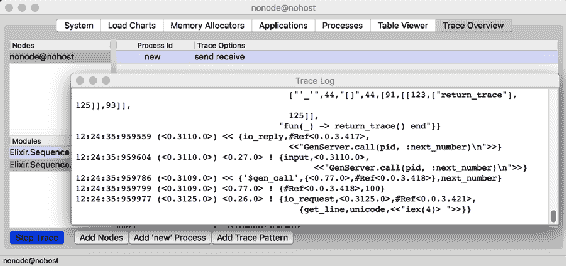 nonode@nohost
System Load Charts Memory Allocators Applications Processes Table Viewer Trace Overview
Nodes
Process Id Trace Options
nonode@nohost
new send receive
Trace Log
["'_'",44,"[]",44,[91,[[123,["return_trace"],
125]],93]],
125]],
"fun(_) -> return_trace() end"}}
12:24:35:959559 (<0.3110.0>) << {io_reply,#Ref<0.0.3.417>,
<<"GenServer.call(pid, :next_number)\n">>}
12:24:35:959604 (<0.3110.0>) <0.27.0> ! {input,<0.3110.0>,
<<"GenServer.call(pid, :next_number)\n">>}
12:24:35:959786 (<0.3109.0>) << {'$gen_call',{<0.77.0>,#Ref<0.0.3.418>},next_number}
12:24:35:959799 (<0.3109.0>) <0.77.0> ! {#Ref<0.0.3.418>,100}
12:24:35:959977 (<0.3125.0>) <0.26.0> ! {io_request,<0.3125.0>,#Ref<0.0.3.421>,
{get_line,unicode,<<"iex(4)> ">>}}
Modules
Elixir.Sequence
Elixir.Sequence
Stop Trace Add Nodes Add 'new' Process Add Trace Pattern
nonode@nohost